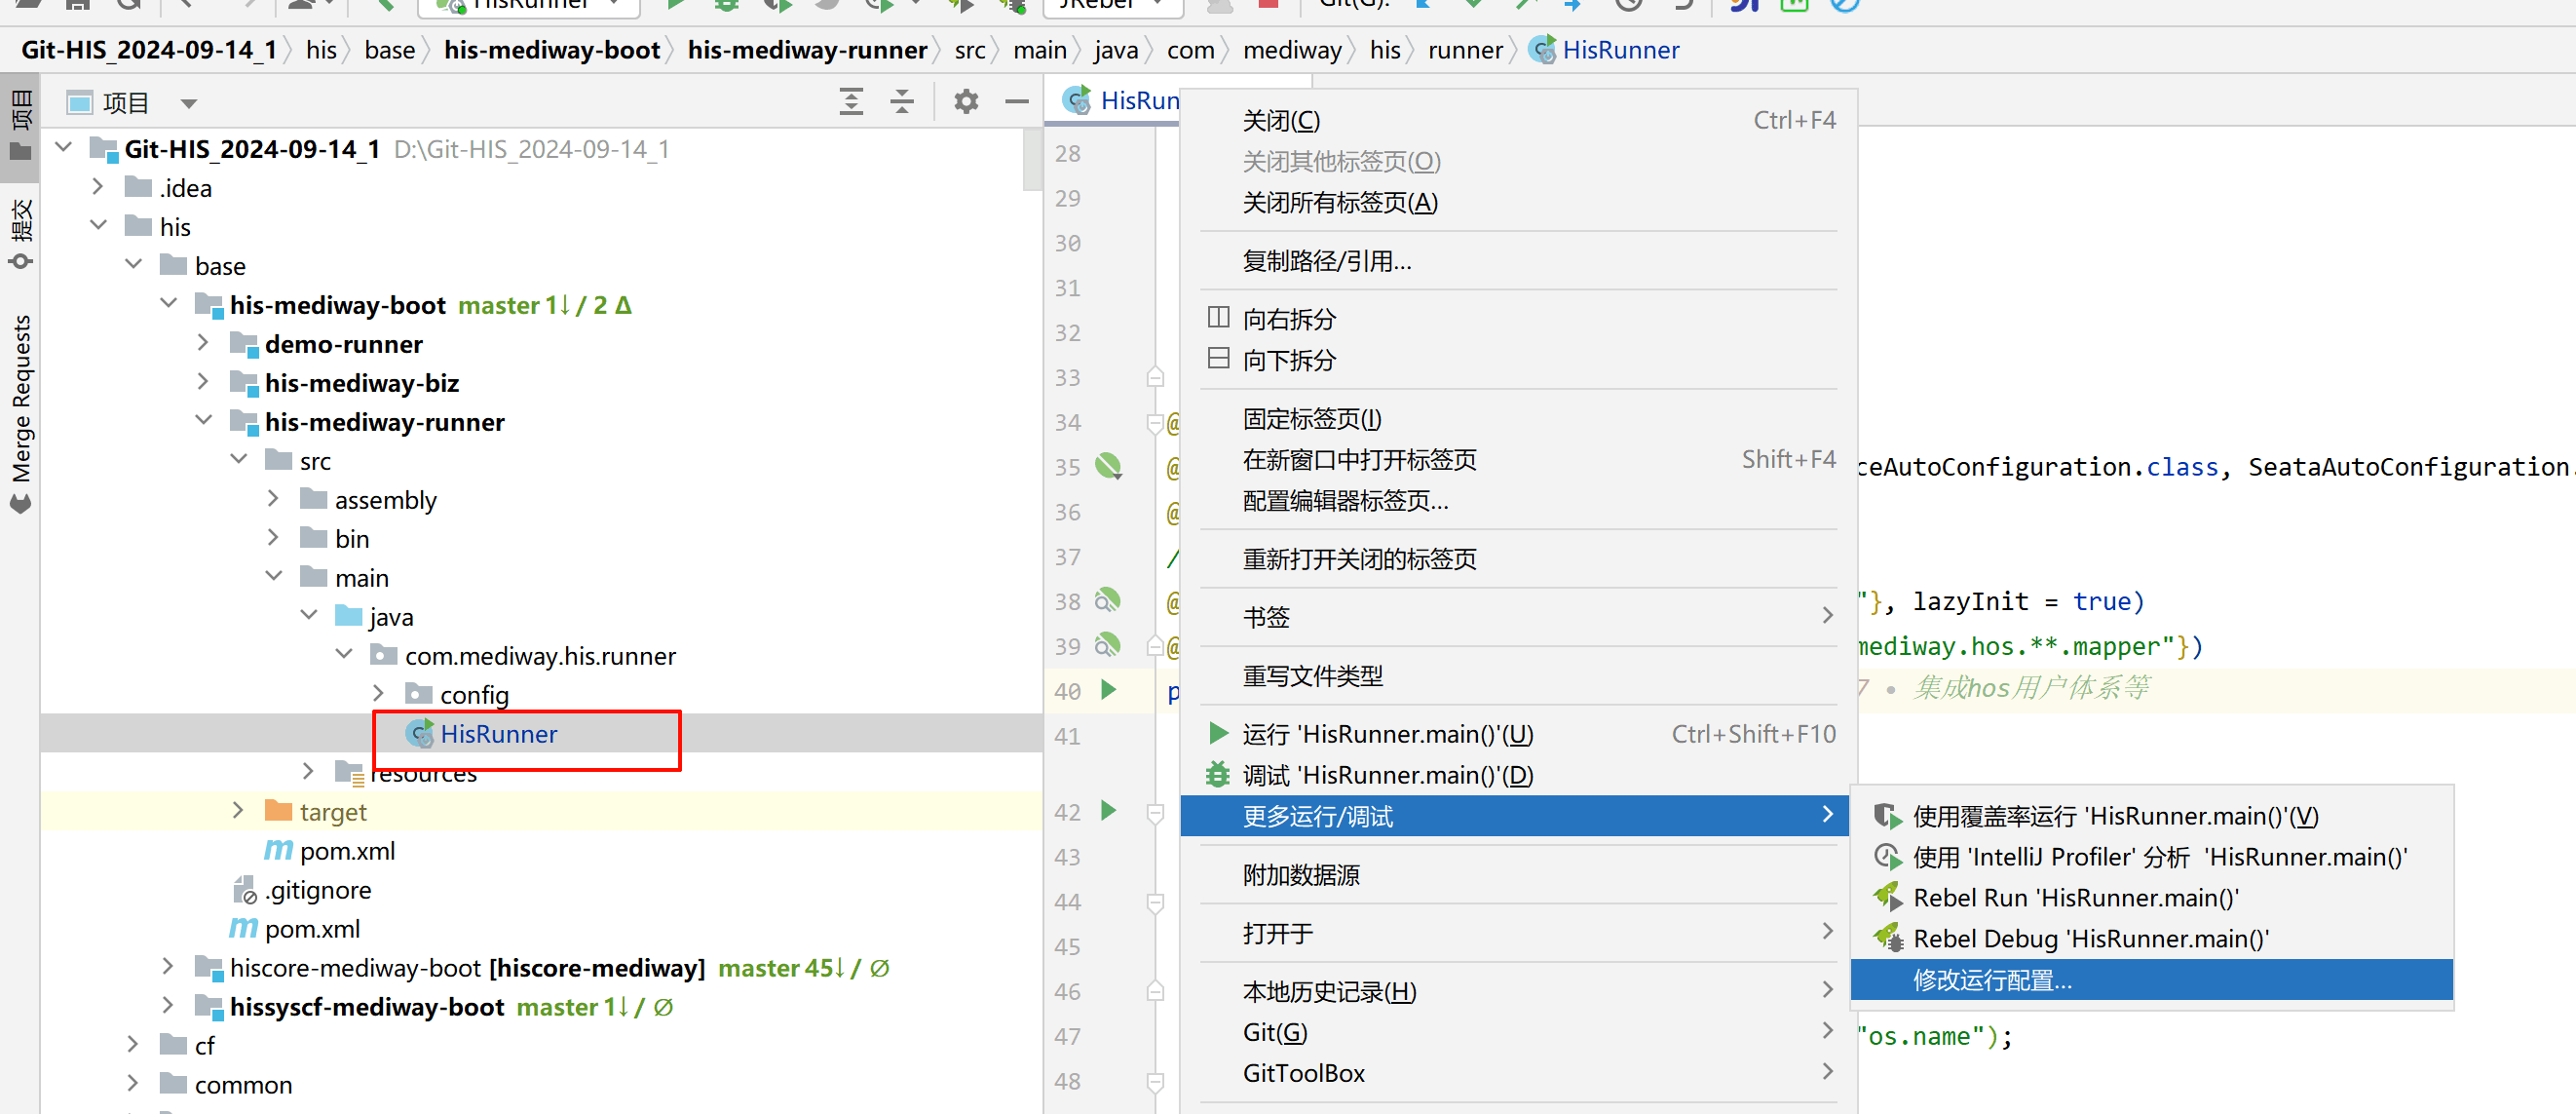 HisRunner
JRebel
Git(G):
Git-HIS_2024-09-14_1 his base his-mediway-boot his-mediway-runner src main java com mediway his runner HisRunner
项目
提交
Merge Requests
项目
Git-HIS_2024-09-14_1 D:\Git-HIS_2024-09-14_1
.idea
his
base
his-mediway-boot master 1↓ / 2 Δ
demo-runner
his-mediway-biz
his-mediway-runner
src
assembly
bin
main
java
com.mediway.his.runner
config
HisRunner
resources
target
pom.xml
.gitignore
pom.xml
hiscore-mediway-boot [hiscore-mediway] master 45↓ / ∅
hissyscf-mediway-boot master 1↓ / ∅
cf
common
HisRun
28
29
30
31
32
33
34 @
35 @
36 @
37 /
38 @
39 @
40 p
41
42
43
44
45
46
47
48
关闭(C) Ctrl+F4
关闭其他标签页(O)
关闭所有标签页(A)
复制路径/引用...
向右拆分
向下拆分
固定标签页(I)
在新窗口中打开标签页 Shift+F4
配置编辑器标签页...
重新打开关闭的标签页
书签
重写文件类型
运行 'HisRunner.main()'(U) Ctrl+Shift+F10
调试 'HisRunner.main()'(D)
更多运行/调试
附加数据源
打开于
本地历史记录(H)
Git(G)
GitToolBox
ceAutoConfiguration.class, SeataAutoConfiguration.
"}, lazyInit = true)
mediway.hos.**.mapper"})
7 • 集成hos用户体系等
使用覆盖率运行 'HisRunner.main()'(V)
使用 'IntelliJ Profiler' 分析 'HisRunner.main()'
Rebel Run 'HisRunner.main()'
Rebel Debug 'HisRunner.main()'
修改运行配置...
"os.name");